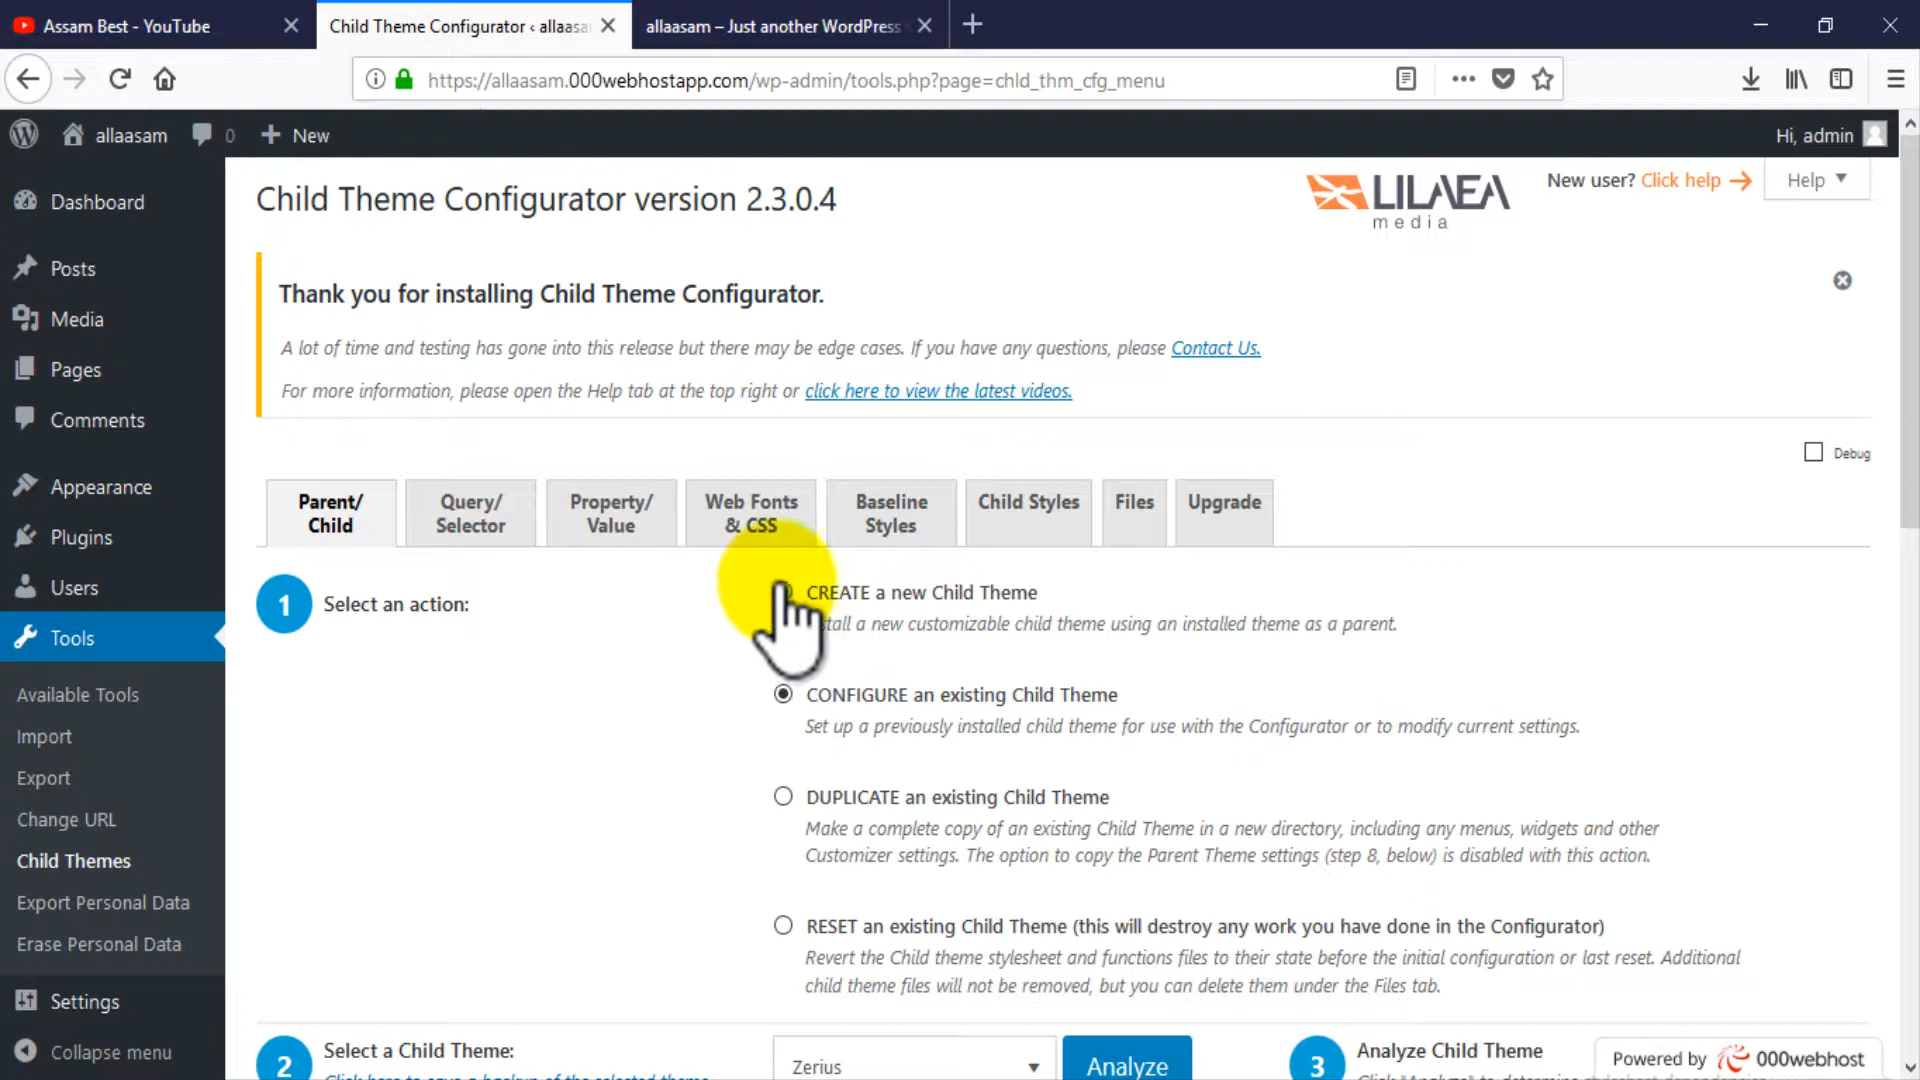 Assam Best - YouTube
Child Theme Configurator ‹ allaasa
allaasam – Just another WordPress
https://allaasam.000webhostapp.com/wp-admin/tools.php?page=chld_thm_cfg_menu
allaasam
0
New
Hi, admin
Dashboard
Posts
Media
Pages
Comments
Appearance
Plugins
Users
Tools
Available Tools
Import
Export
Change URL
Child Themes
Export Personal Data
Erase Personal Data
Settings
Collapse menu
Child Theme Configurator version 2.3.0.4
LILAEA
media
New user? Click help
Help
Thank you for installing Child Theme Configurator.
A lot of time and testing has gone into this release but there may be edge cases. If you have any questions, please Contact Us.
For more information, please open the Help tab at the top right or click here to view the latest videos.
Debug
Parent/
Child
Query/
Selector
Property/
Value
Web Fonts
& CSS
Baseline
Styles
Child Styles
Files
Upgrade
1
Select an action:
CREATE a new Child Theme
a new customizable child theme using an installed theme as a parent.
CONFIGURE an existing Child Theme
Set up a previously installed child theme for use with the Configurator or to modify current settings.
DUPLICATE an existing Child Theme
Make a complete copy of an existing Child Theme in a new directory, including any menus, widgets and other
Customizer settings. The option to copy the Parent Theme settings (step 8, below) is disabled with this action.
RESET an existing Child Theme (this will destroy any work you have done in the Configurator)
Revert the Child theme stylesheet and functions files to their state before the initial configuration or last reset. Additional
child theme files will not be removed, but you can delete them under the Files tab.
2
Select a Child Theme:
Zerius
Analyze
3
Analyze Child Theme
Powered by 000webhost